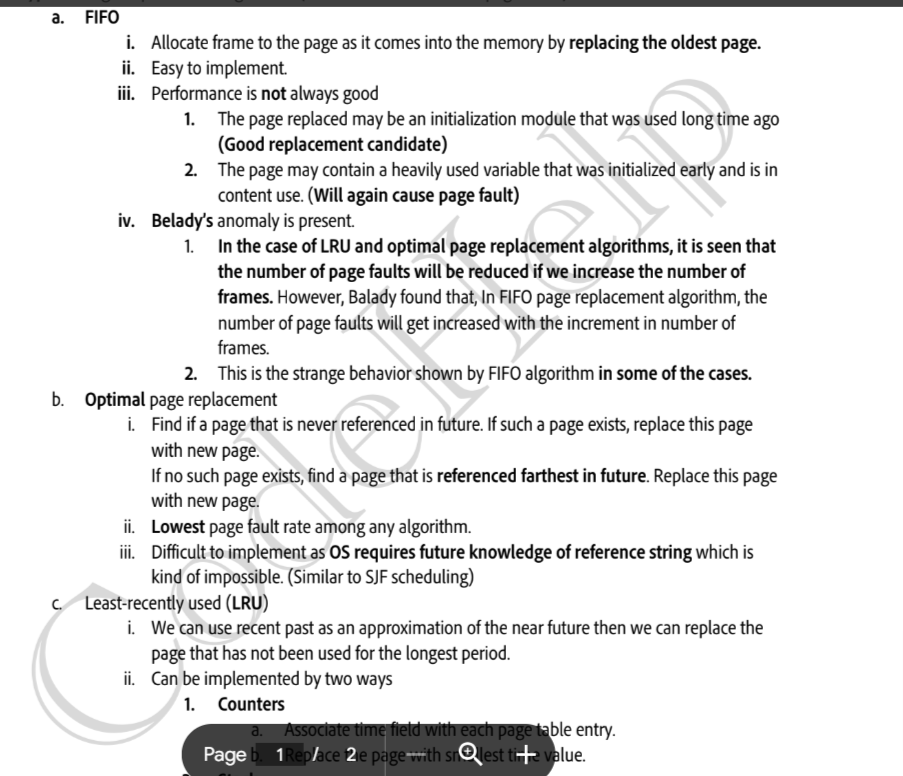 a. FIFO
i. Allocate frame to the page as it comes into the memory by replacing the oldest page.
ii. Easy to implement.
iii. Performance is not always good
1. The page replaced may be an initialization module that was used long time ago
(Good replacement candidate)
2. The page may contain a heavily used variable that was initialized early and is in
content use. (Will again cause page fault)
iv. Belady's anomaly is present.
1. In the case of LRU and optimal page replacement algorithms, it is seen that
the number of page faults will be reduced if we increase the number of
frames. However, Balady found that, In FIFO page replacement algorithm, the
number of page faults will get increased with the increment in number of
frames.
2. This is the strange behavior shown by FIFO algorithm in some of the cases.
b. Optimal page replacement
i. Find if a page that is never referenced in future. If such a page exists, replace this page
with new page.
If no such page exists, find a page that is referenced farthest in future. Replace this page
with new page.
ii. Lowest page fault rate among any algorithm.
iii. Difficult to implement as OS requires future knowledge of reference string which is
kind of impossible. (Similar to SJF scheduling)
c. Least-recently used (LRU)
i. We can use recent past as an approximation of the near future then we can replace the
page that has not been used for the longest period.
ii. Can be implemented by two ways
1. Counters
a. Associate time field with each page table entry.
b. Replace the page with smallest time value.
Page 1 / 2
CodeHelp